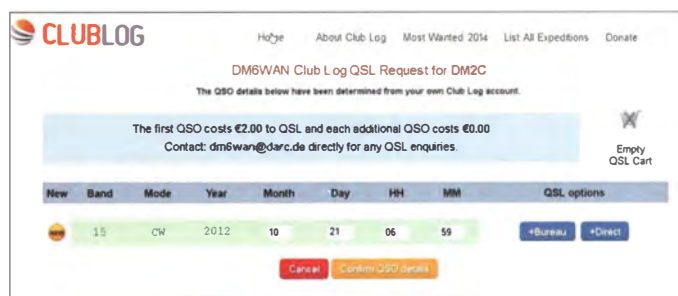 CLUBLOG
Home About Club Log Most Wanted 2014 List All Expeditions Donate
DM6WAN Club Log QSL Request for DM2C
The QSO details below have been determined from your own Club Log account.
The first QSO costs €2.00 to QSL and each additional QSO costs €0.00
Contact: dm6wan@darc.de directly for any QSL enquiries.
Empty
QSL Cart
New Band Mode Year Month Day HH MM QSL options
15 CW 2012 10 21 06 59 +Bureau +Direct
Cancel Confirm QSO details